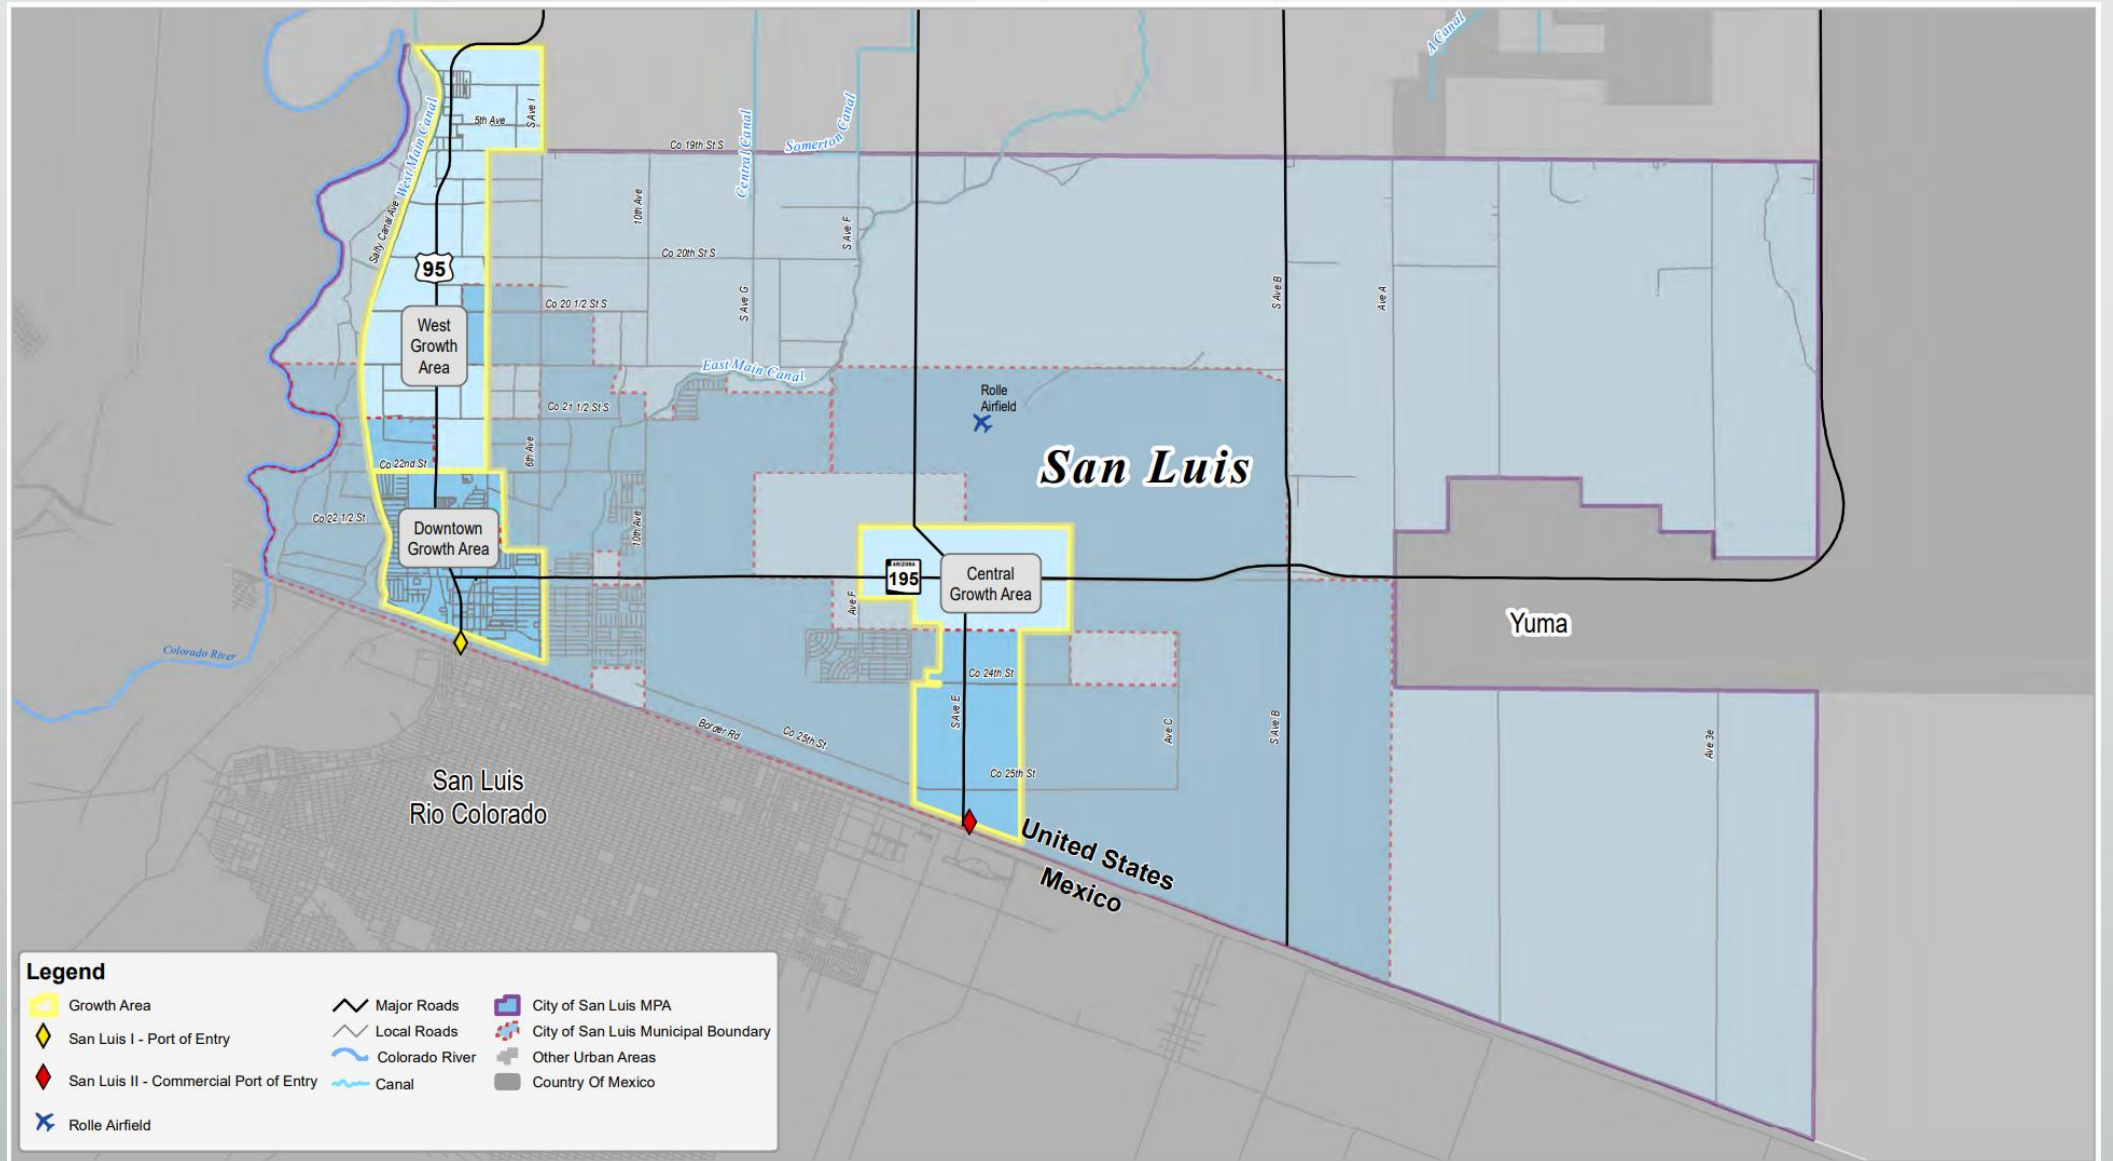 A Canal
West Main Canal
5th Ave
S Ave I
Co 19th St S
Central Canal
Somerton Canal
Salty Canal Ave
10th Ave
S Ave F
Co 20th St S
95
S Ave G
S Ave B
Ave A
Co 20 1/2 St S
West
Growth
Area
East Main Canal
Rolle
Airfield
Co 21 1/2 St S
6th Ave
San Luis
Co 22nd St
Co 22 1/2 St
10th Ave
Downtown
Growth Area
ARIZONA
195
Central
Growth Area
Ave F
Yuma
Colorado River
Co 24th St
S Ave E
Border Rd
Co 25th St
Ave C
S Ave B
Ave 3e
Co 25th St
San Luis
Rio Colorado
United States
Mexico
Legend
Growth Area
San Luis I - Port of Entry
San Luis II - Commercial Port of Entry
Rolle Airfield
Major Roads
Local Roads
Colorado River
Canal
City of San Luis MPA
City of San Luis Municipal Boundary
Other Urban Areas
Country Of Mexico